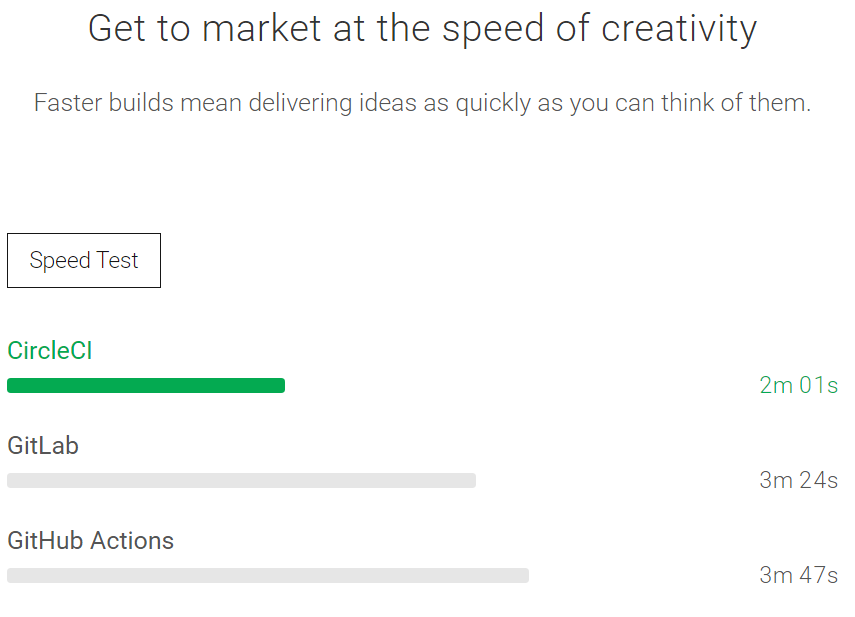 Get to market at the speed of creativity
Faster builds mean delivering ideas as quickly as you can think of them.
Speed Test
CircleCI
2m 01s
GitLab
3m 24s
GitHub Actions
3m 47s